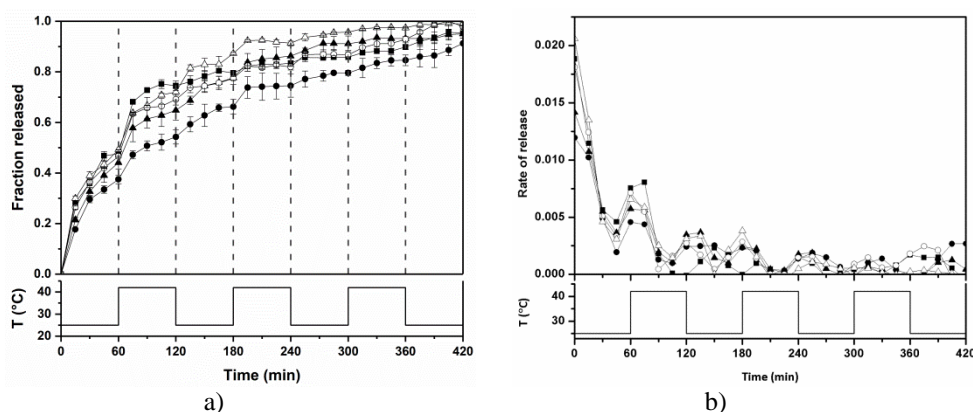 1.0
0.8
0.6
0.4
0.2
0.0
Fraction released
40
30
20
T (°C)
0 60 120 180 240 300 360 420
Time (min)
a)
0.020
0.015
0.010
0.005
0.000
Rate of release
40
30
T (°C)
0 60 120 180 240 300 360 420
Time (min)
b)